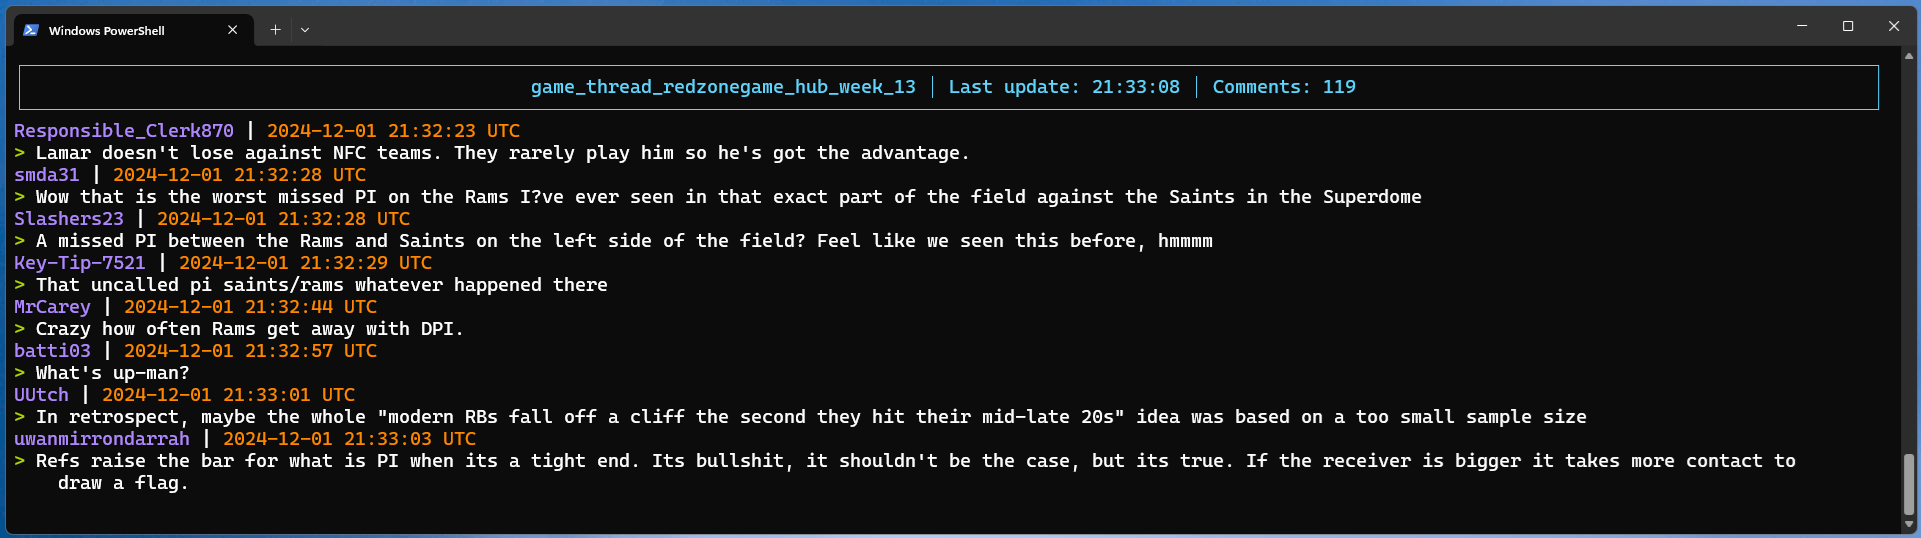 Windows PowerShell
game_thread_redzonegame_hub_week_13 | Last update: 21:33:08 | Comments: 119
Responsible_Clerk870 | 2024-12-01 21:32:23 UTC
> Lamar doesn't lose against NFC teams. They rarely play him so he's got the advantage.
smda31 | 2024-12-01 21:32:28 UTC
> Wow that is the worst missed PI on the Rams I?ve ever seen in that exact part of the field against the Saints in the Superdome
Slashers23 | 2024-12-01 21:32:28 UTC
> A missed PI between the Rams and Saints on the left side of the field? Feel like we seen this before, hmmmm
Key-Tip-7521 | 2024-12-01 21:32:29 UTC
> That uncalled pi saints/rams whatever happened there
MrCarey | 2024-12-01 21:32:44 UTC
> Crazy how often Rams get away with DPI.
batti03 | 2024-12-01 21:32:57 UTC
> What's up-man?
UUtch | 2024-12-01 21:33:01 UTC
> In retrospect, maybe the whole "modern RBs fall off a cliff the second they hit their mid-late 20s" idea was based on a too small sample size
uwanmirrondarrah | 2024-12-01 21:33:03 UTC
> Refs raise the bar for what is PI when its a tight end. Its bullshit, it shouldn't be the case, but its true. If the receiver is bigger it takes more contact to
draw a flag.